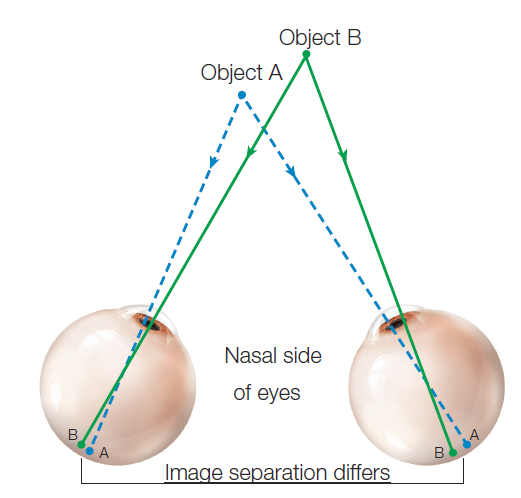 Object B
Object A
Nasal side
of eyes
B
A
A
B
Image separation differs